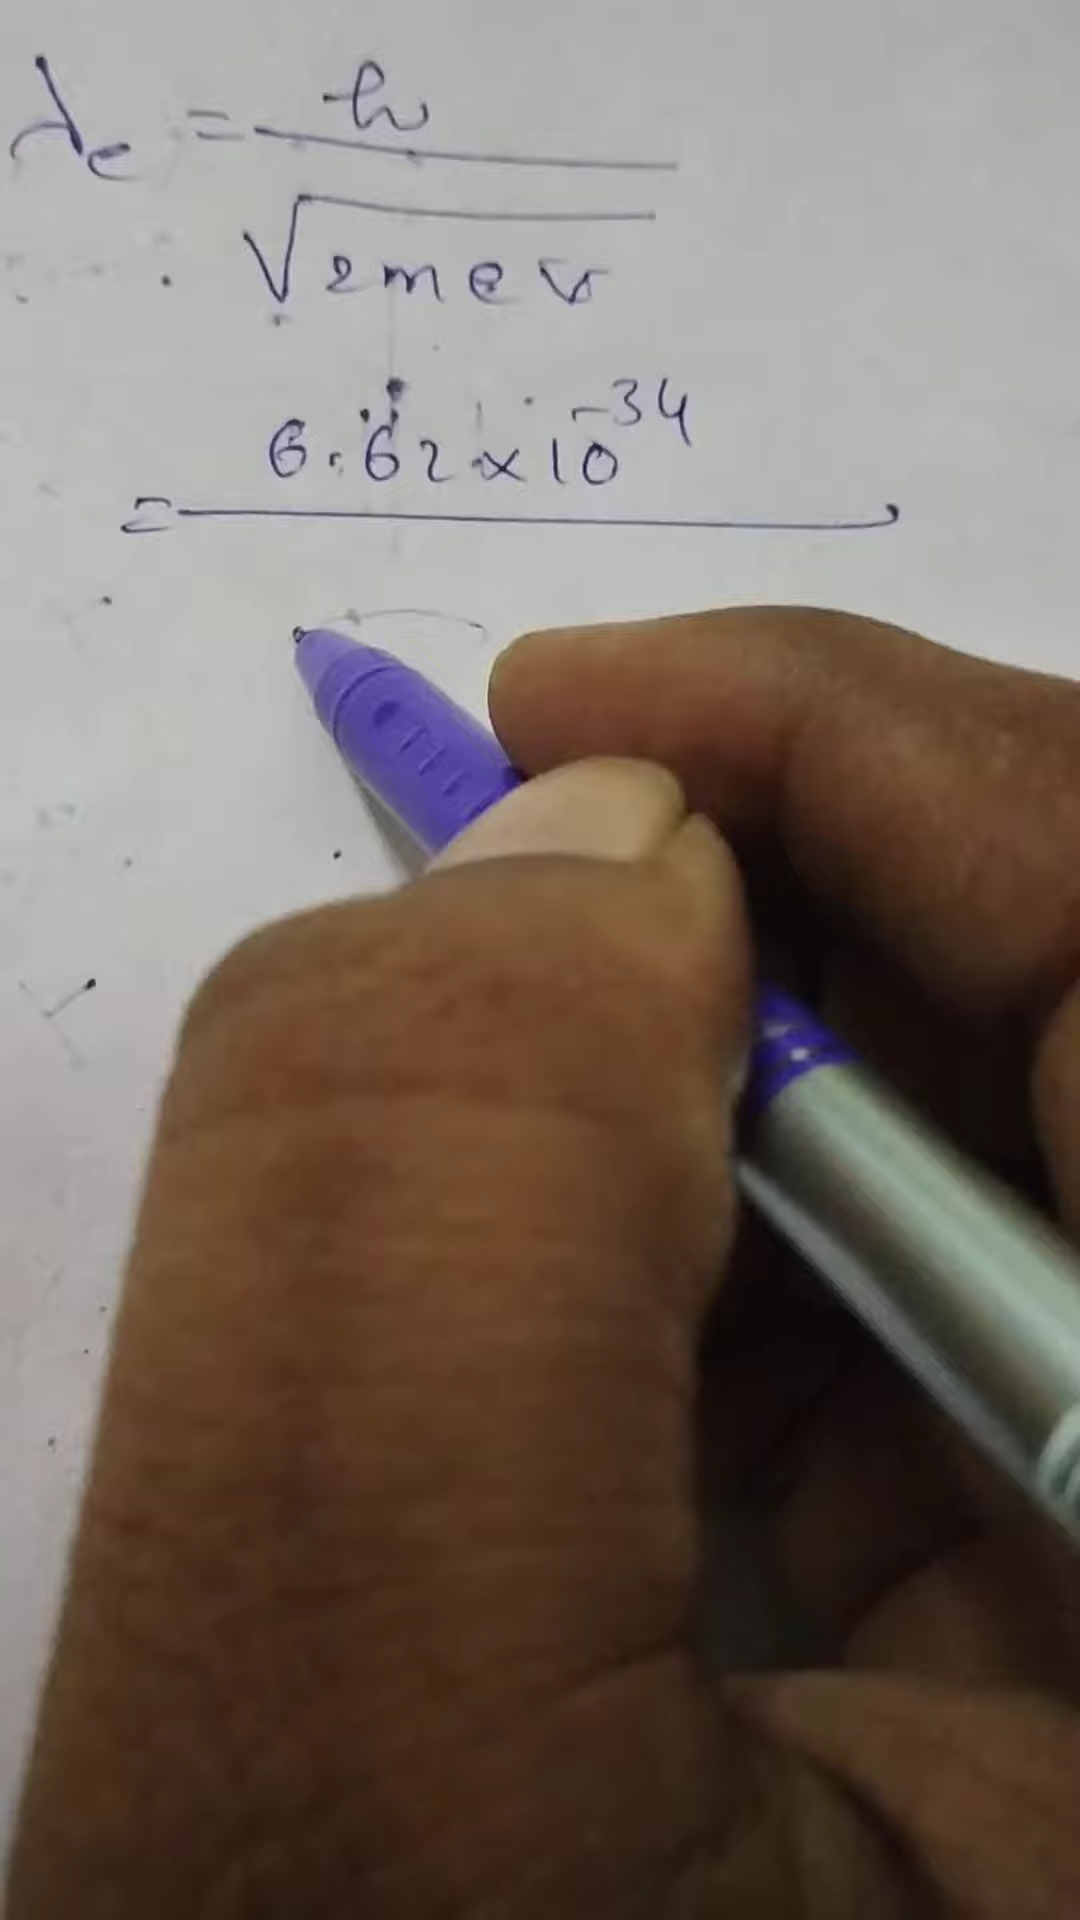 λe = h
√2meV
= 6.62 × 10⁻³⁴